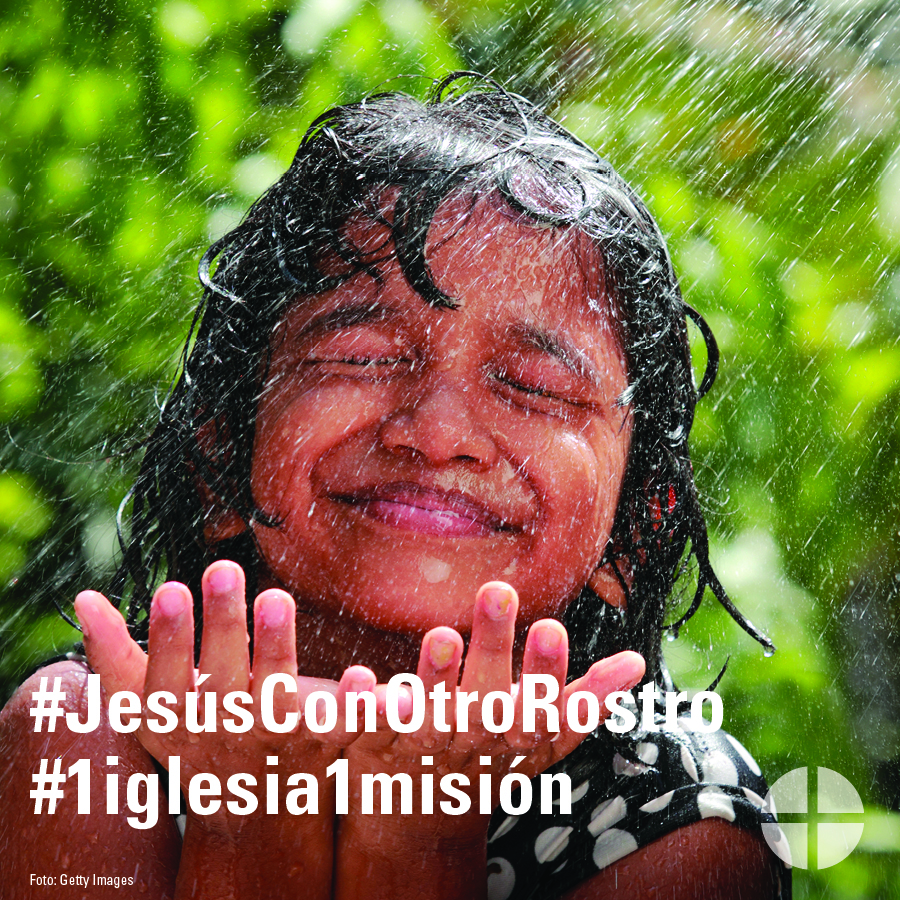 #JesúsConOtroRostro
#1iglesia1misión
Foto: Getty Images